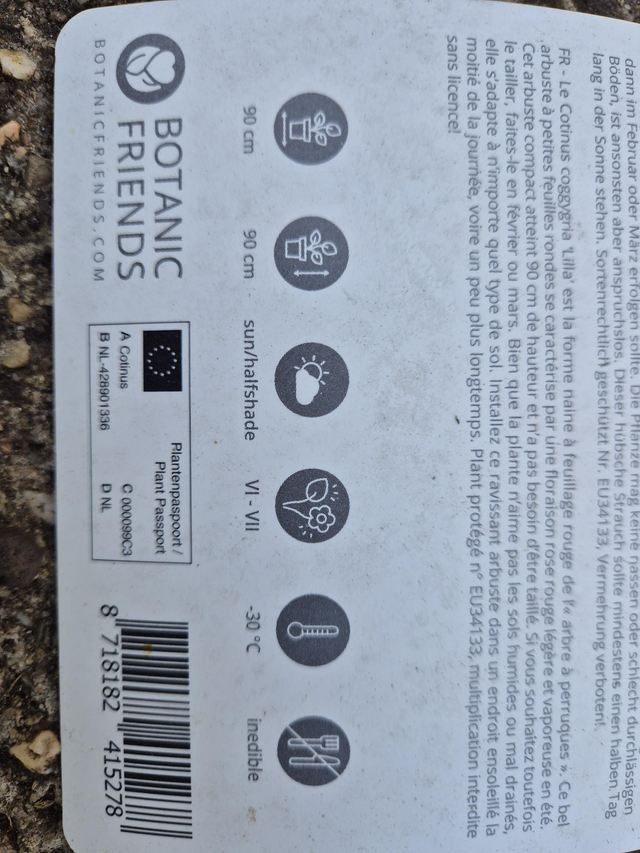 dann im Februar oder März erfolgen sollte. Die Pflanze mag keine nassen oder schlecht durchlässigen
Böden, ist ansonsten aber anspruchslos. Dieser hübsche Strauch sollte mindestens einen halben Tag
lang in der Sonne stehen. Sortenrechtlich geschützt Nr. EU34133, Vermehrung verboten!
FR - Le Cotinus coggygria 'Lilla' est la forme naine à feuillage rouge de l'« arbre à perruques ». Ce bel
arbuste à petites feuilles rondes se caractérise par une floraison rose rouge légère et vaporeuse en été.
Cet arbuste compact atteint 90 cm de hauteur et n'a pas besoin d'être taillé. Si vous souhaitez toutefois
le tailler, faites-le en février ou mars. Bien que la plante n'aime pas les sols humides ou mal drainés,
elle s'adapte à n'importe quel type de sol. Installez ce ravissant arbuste dans un endroit ensoleillé la
moitié de la journée, voire un peu plus longtemps. Plant protégé n° EU34133, multiplication interdite
sans licence!
90 cm
90 cm
sun/halfshade
VI - VII
-30 °C
inedible
BOTANIC
FRIENDS
BOTANICFRIENDS.COM
Plantenpaspoort /
Plant Passport
A Cotinus C 000099C3
B NL-428901336 D NL
8 718182 415278